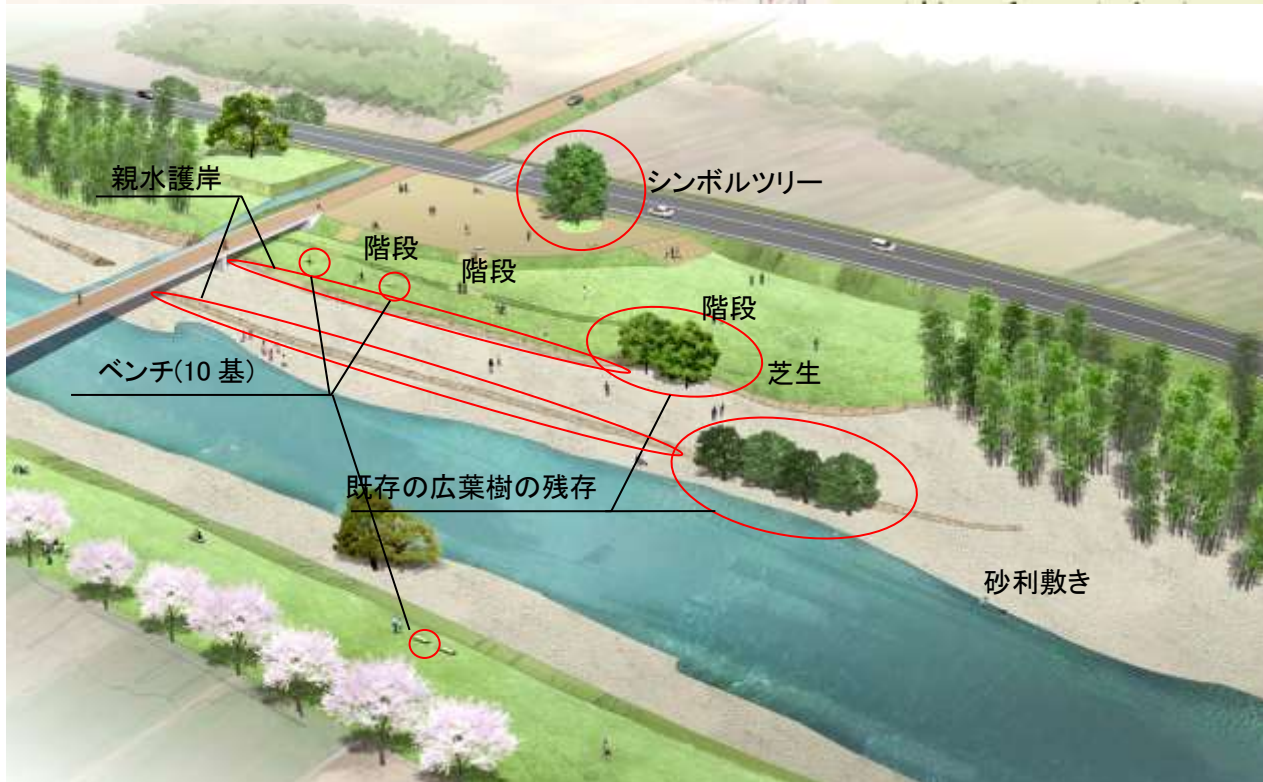 シンボルツリー
親水護岸
階段
階段
階段
ベンチ(10 基)
芝生
既存の広葉樹の残存
砂利敷き